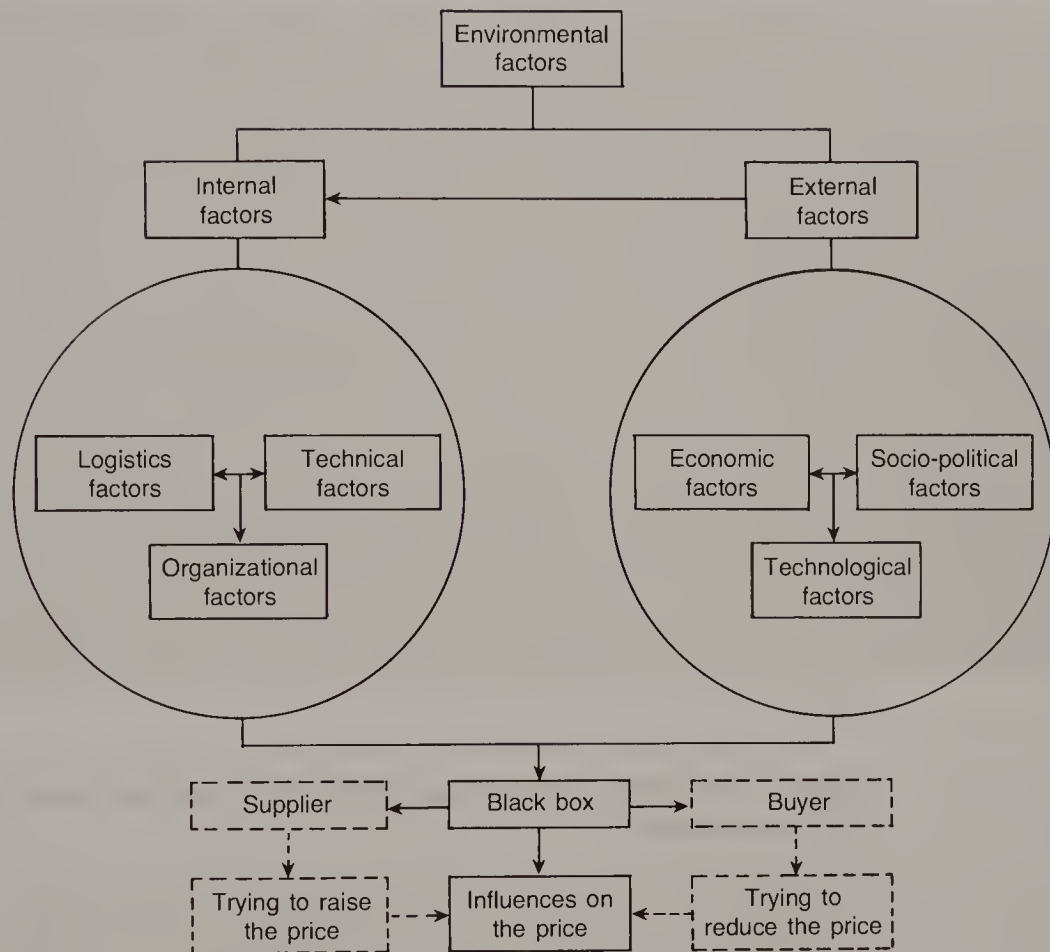 Environmental
factors
Internal
factors
External
factors
Logistics
factors
Technical
factors
Organizational
factors
Economic
factors
Socio-political
factors
Technological
factors
Supplier
Black box
Buyer
Trying to raise
the price
Influences on
the price
Trying to
reduce the price